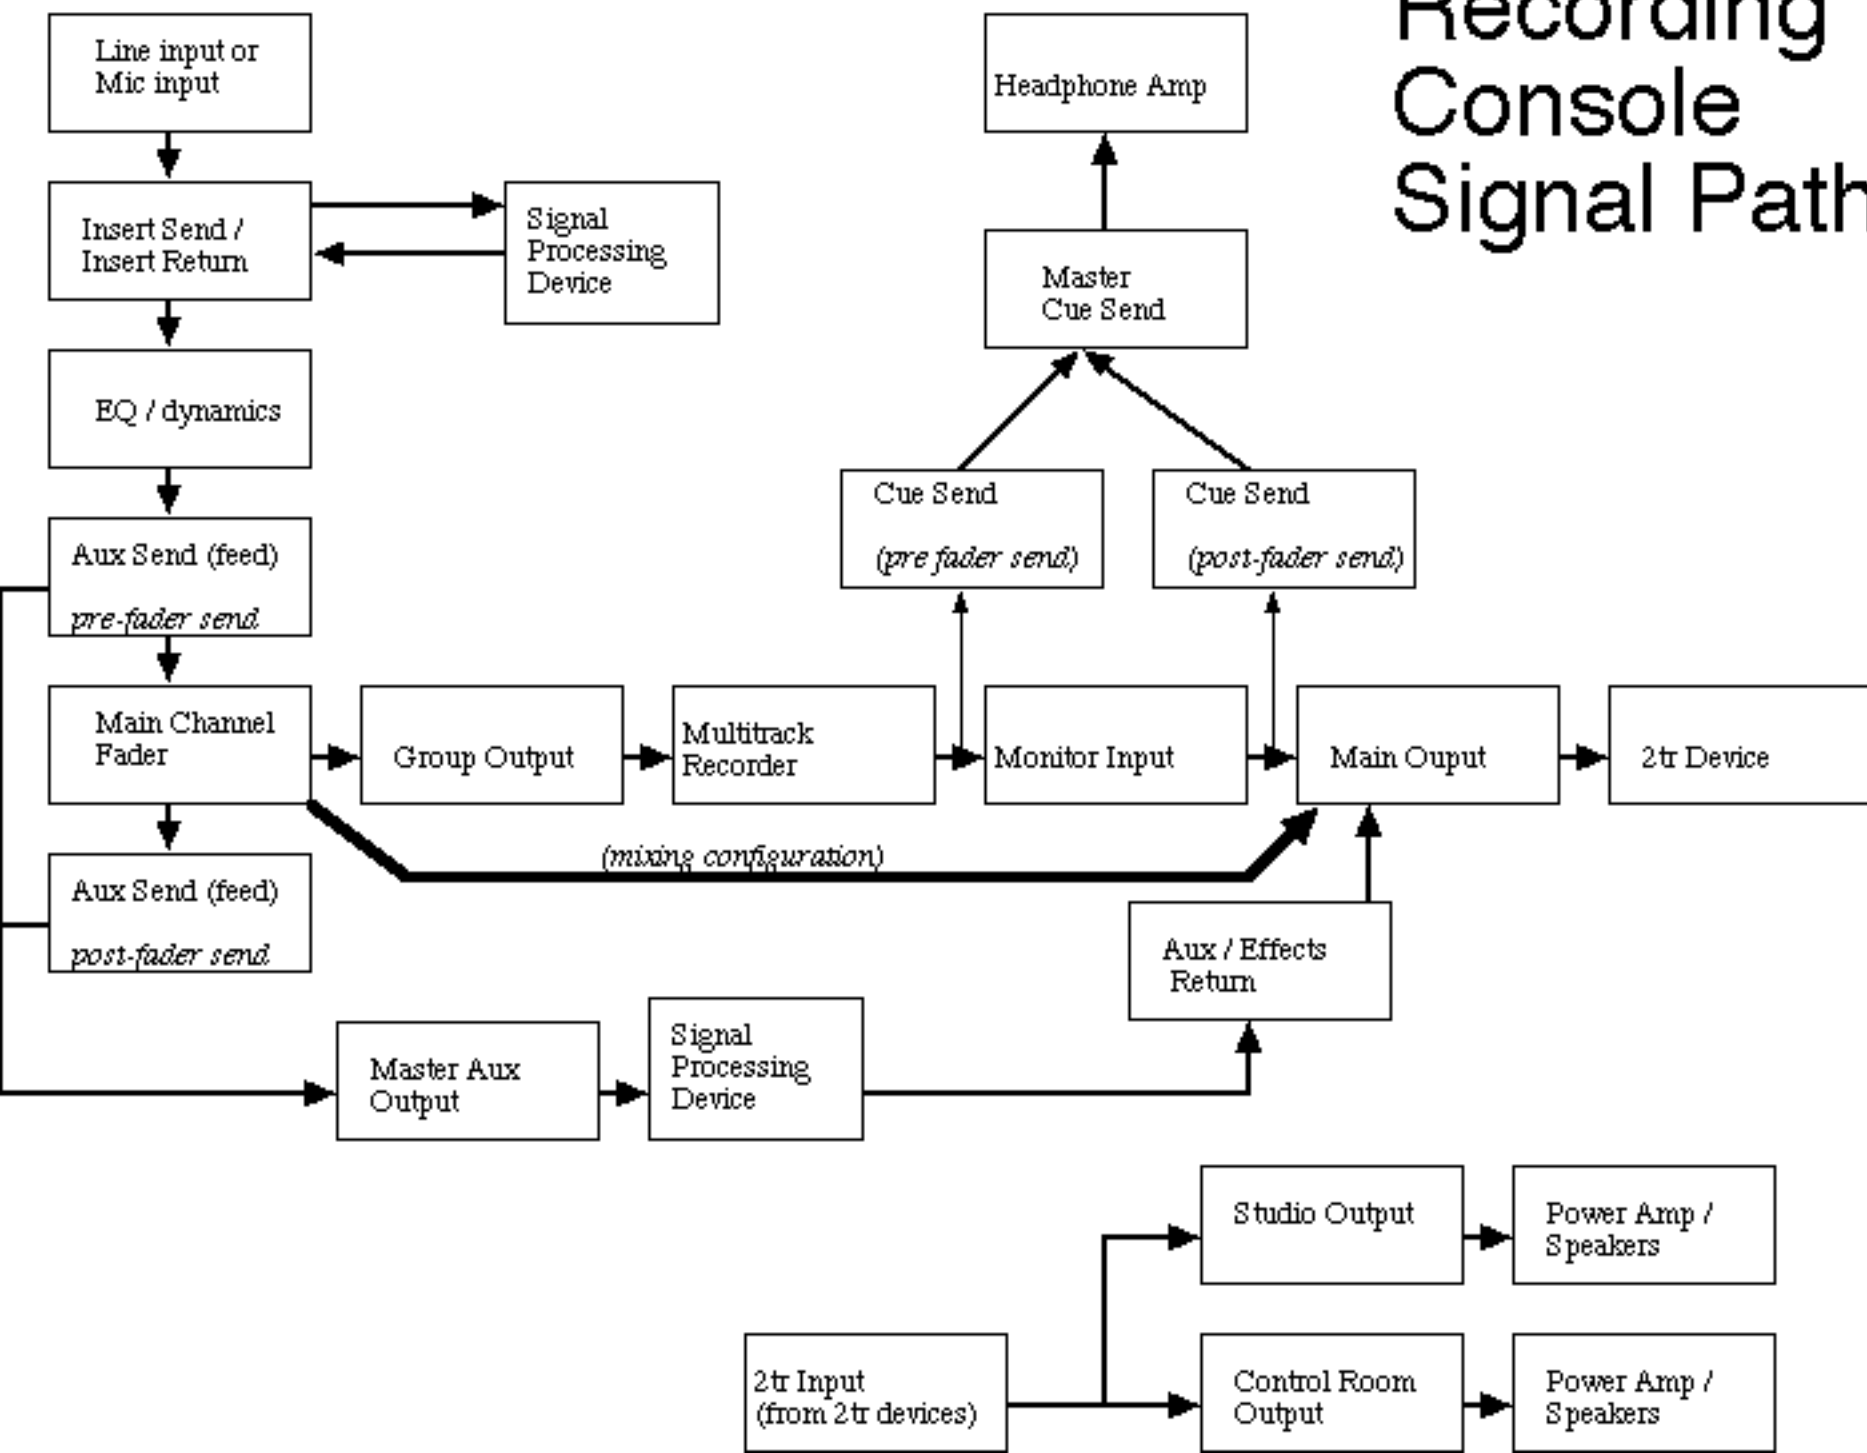 Recording
Console
Signal Path
Line input or
Mic input
Headphone Amp
Insert Send /
Insert Return
Signal
Processing
Device
Master
Cue Send
EQ / dynamics
Cue Send
(pre fader send)
Cue Send
(post-fader send)
Aux Send (feed)
pre-fader send
Main Channel
Fader
Group Output
Multitrack
Recorder
Monitor Input
Main Ouput
2tr Device
(mixing configuration)
Aux Send (feed)
post-fader send
Aux / Effects
Return
Master Aux
Output
Signal
Processing
Device
Studio Output
Power Amp /
Speakers
2tr Input
(from 2tr devices)
Control Room
Output
Power Amp /
Speakers